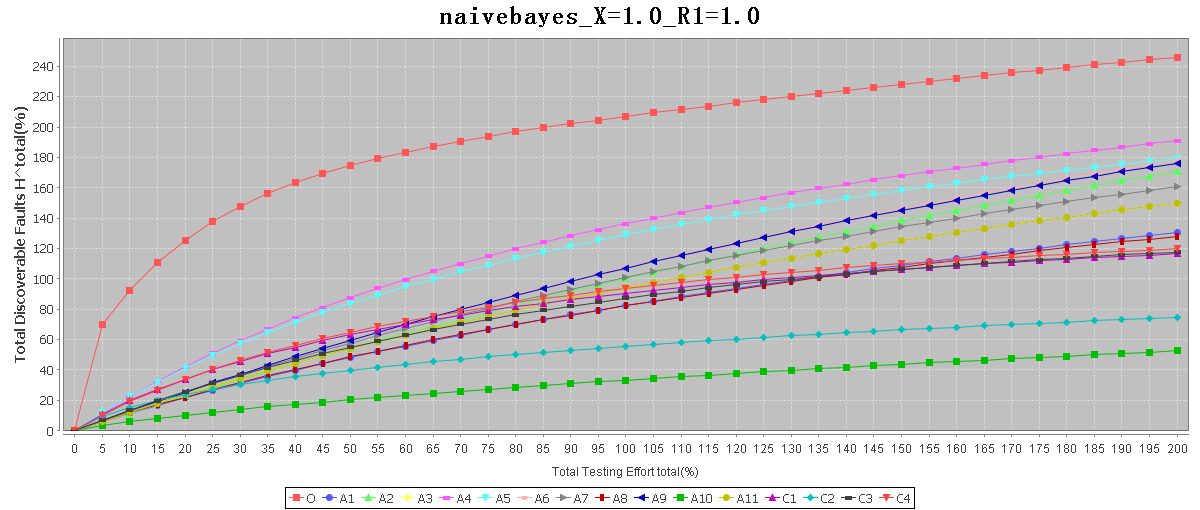 naivebayes_X=1.0_R1=1.0
Total Discoverable Faults H^total(%)
240
220
200
180
160
140
120
100
80
60
40
20
0
0 5 10 15 20 25 30 35 40 45 50 55 60 65 70 75 80 85 90 95 100 105 110 115 120 125 130 135 140 145 150 155 160 165 170 175 180 185 190 195 200
Total Testing Effort total(%)
O A1 A2 A3 A4 A5 A6 A7 A8 A9 A10 A11 C1 C2 C3 C4